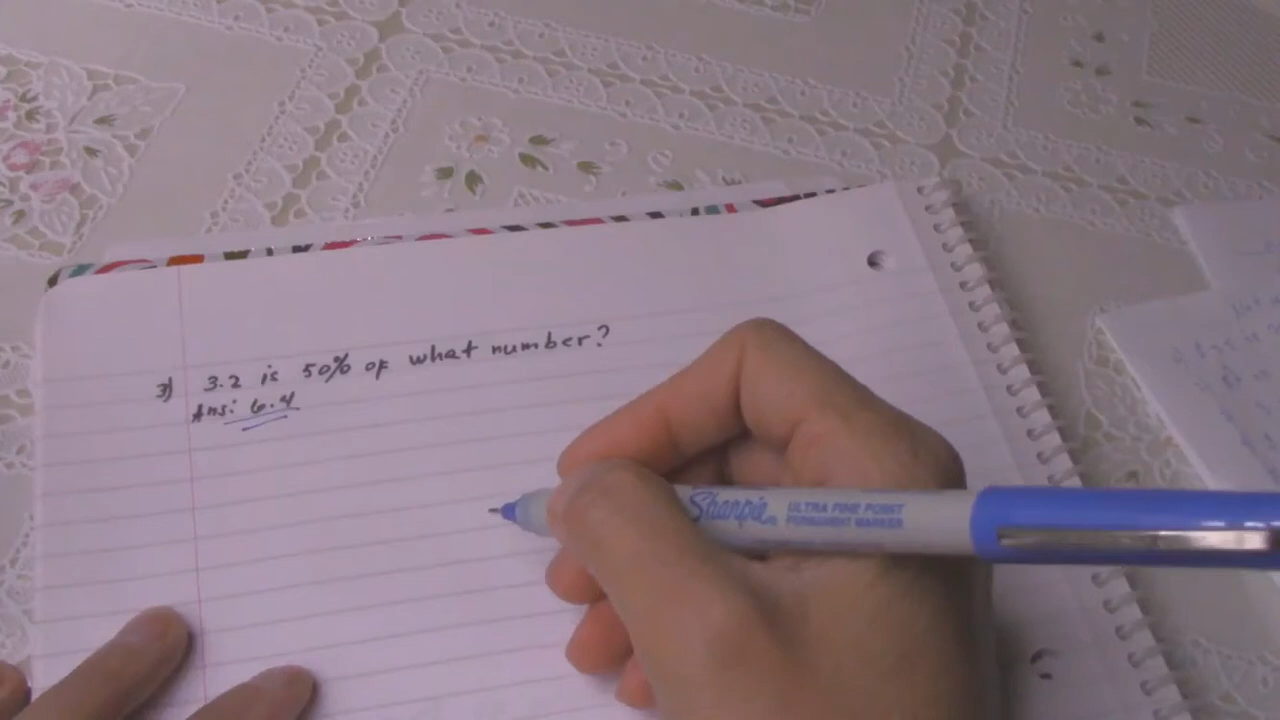 3) 3.2 is 50% of what number?
Ans: 6.4
Sharpie
ULTRA FINE POINT
PERMANENT MARKER